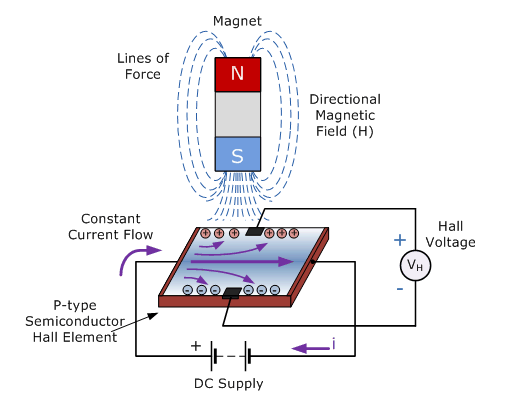 Magnet
Lines of
Force
N
Directional
Magnetic
Field (H)
S
Constant
Current Flow
+ + + + + +
+
Hall
Voltage
VH
-
- - - - - -
P-type
Semiconductor
Hall Element
+
i
DC Supply